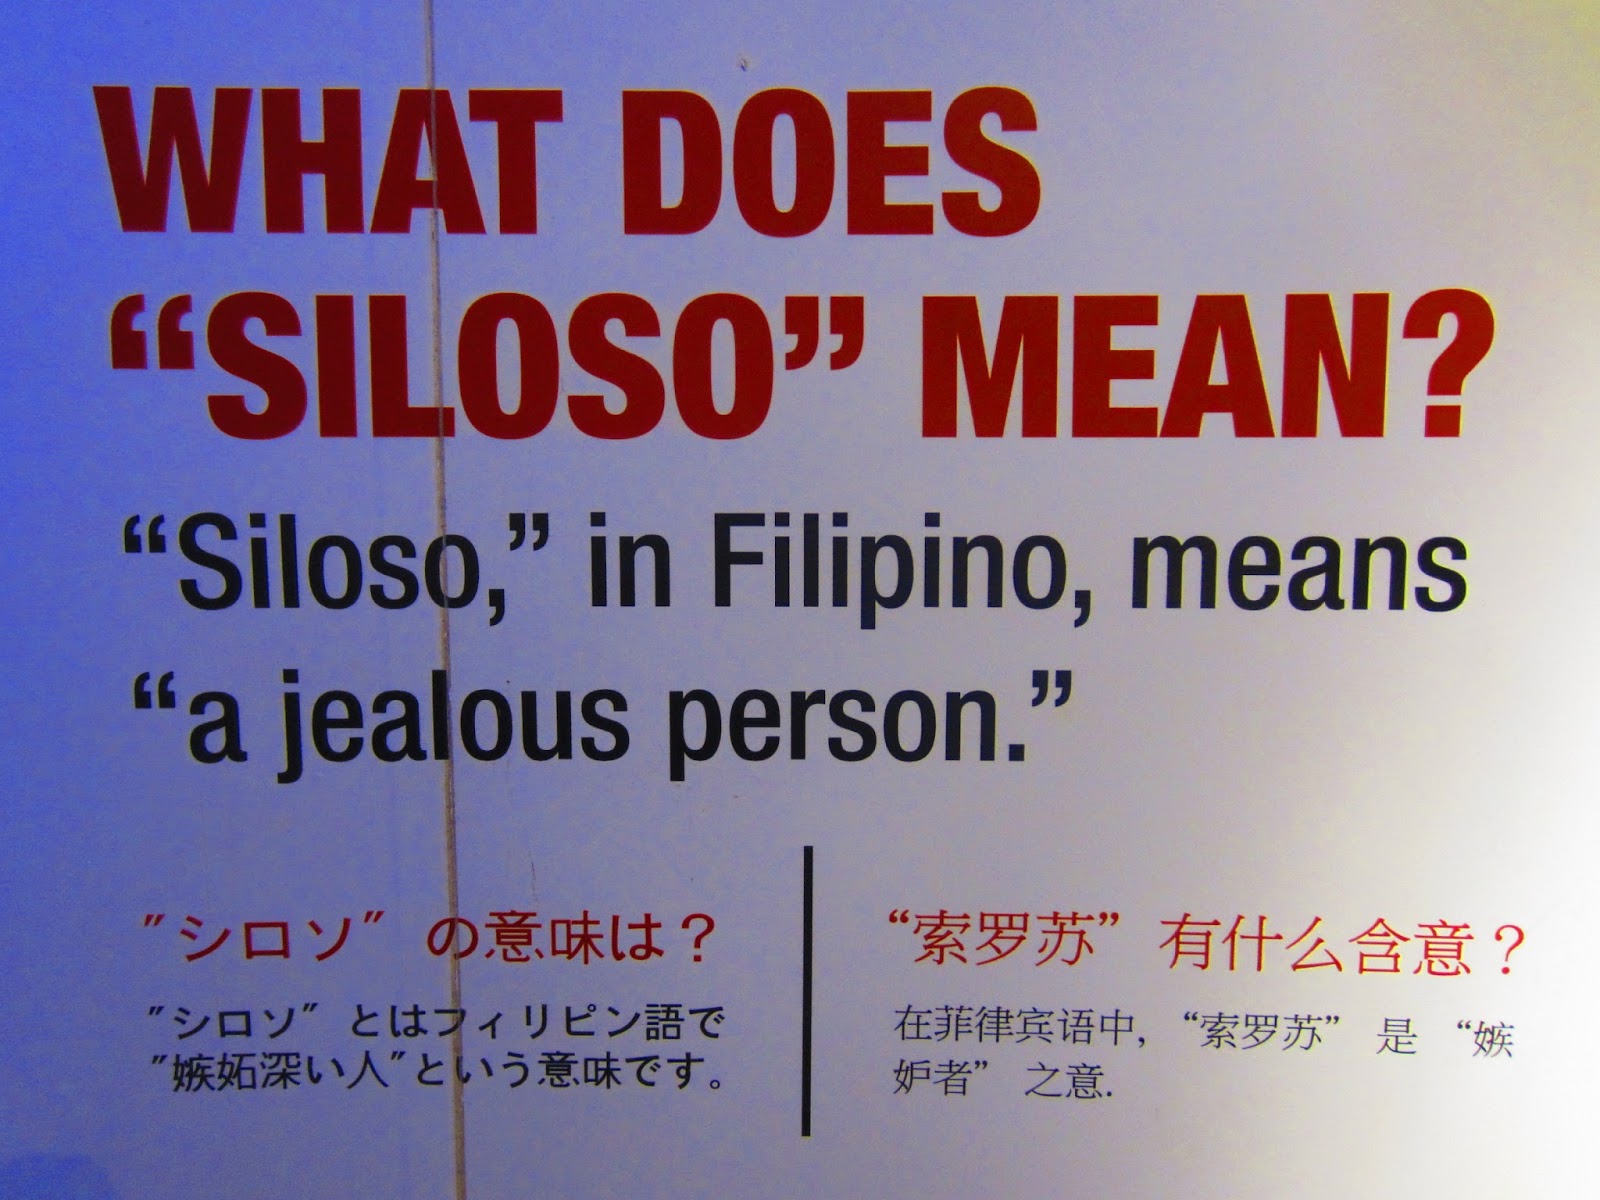 WHAT DOES
“SILOSO” MEAN?
“Siloso,” in Filipino, means
“a jealous person.”
″シロソ″ の意味は？
″シロソ″ とはフィリピン語で
″嫉妬深い人″という意味です。
“索罗苏” 有什么含意？
在菲律宾语中, “索罗苏” 是 “嫉
妒者” 之意.